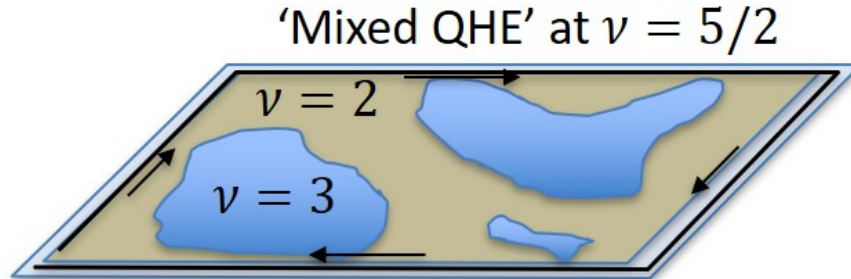 ‘Mixed QHE’ at ν = 5/2
ν = 2
ν = 3